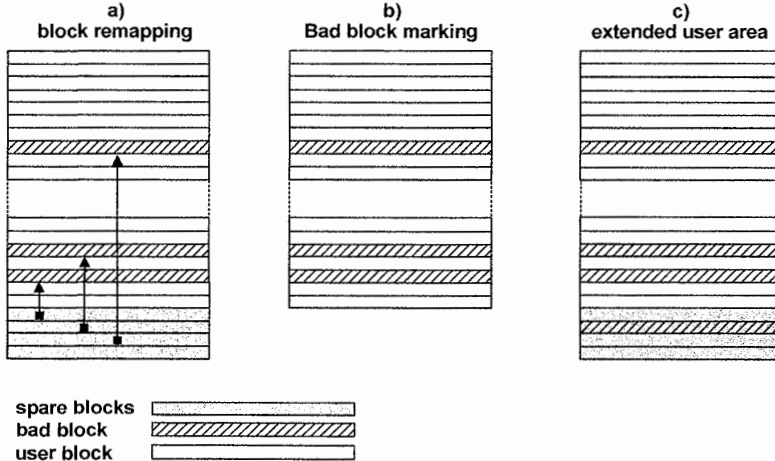 a)
block remapping
b)
Bad block marking
c)
extended user area
spare blocks
bad block
user block